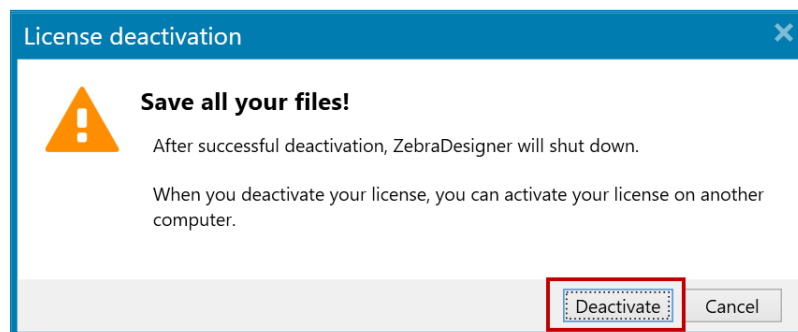 License deactivation
Save all your files!
After successful deactivation, ZebraDesigner will shut down.
When you deactivate your license, you can activate your license on another
computer.
Deactivate
Cancel